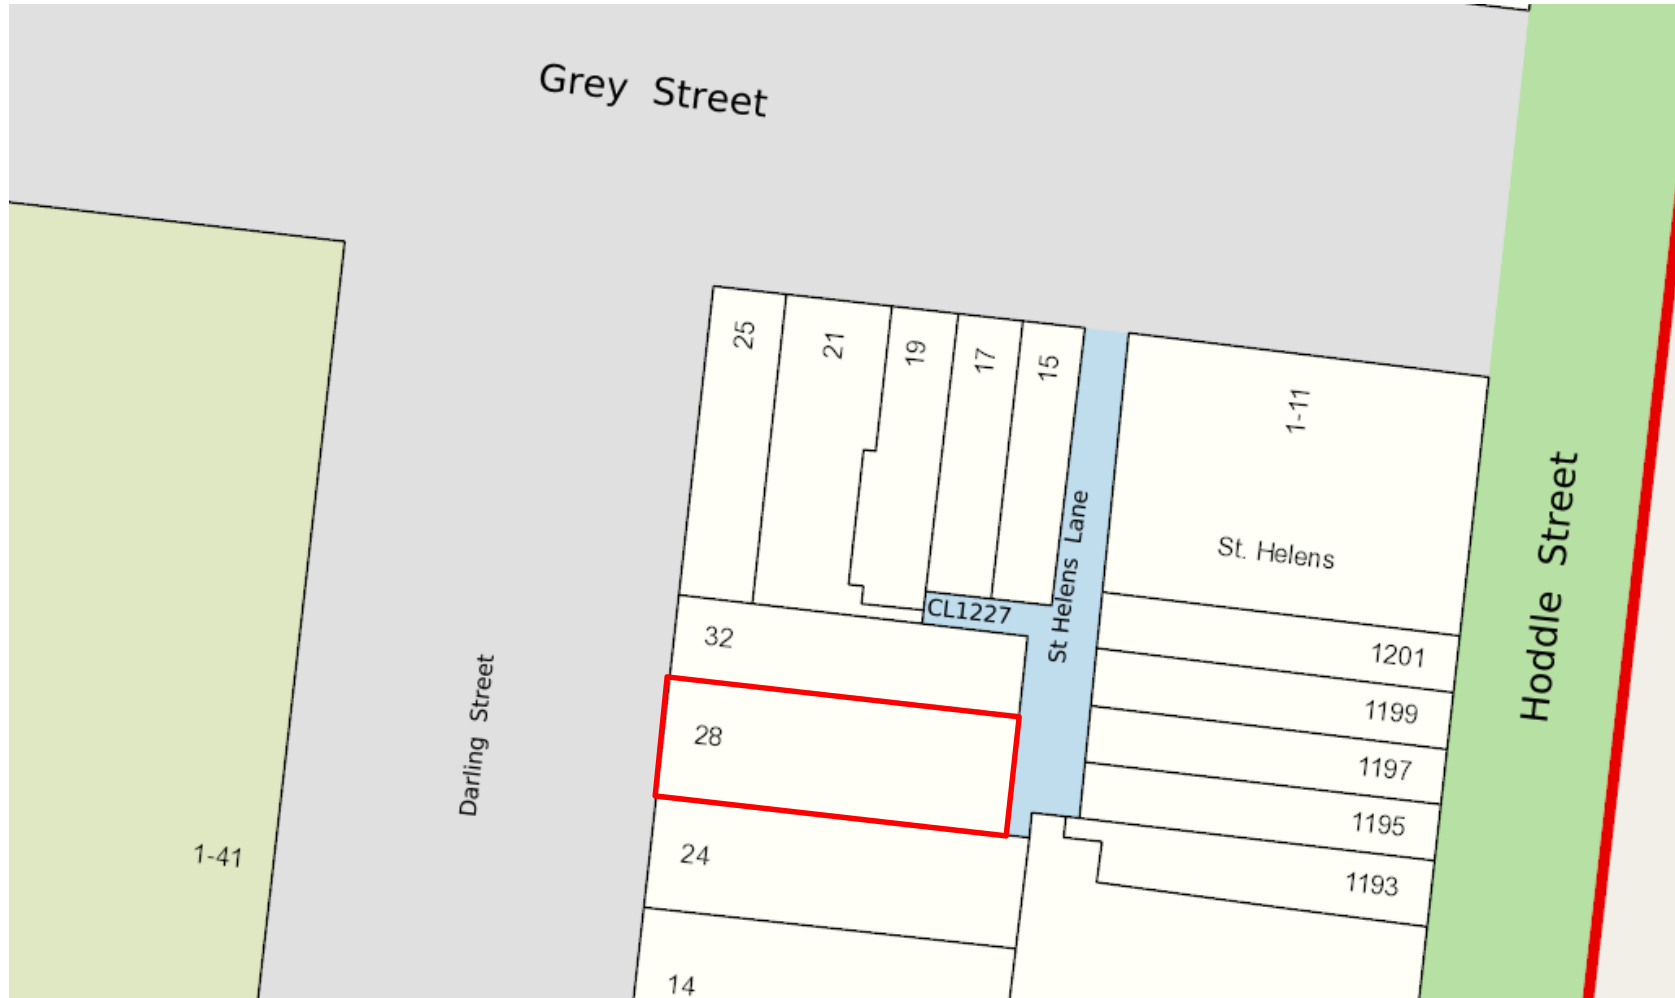 Grey Street
25
21
19
17
15
1-11
St. Helens
St Helens Lane
CL1227
Hoddle Street
32
1201
1199
28
Darling Street
1197
1195
1-41
24
1193
14